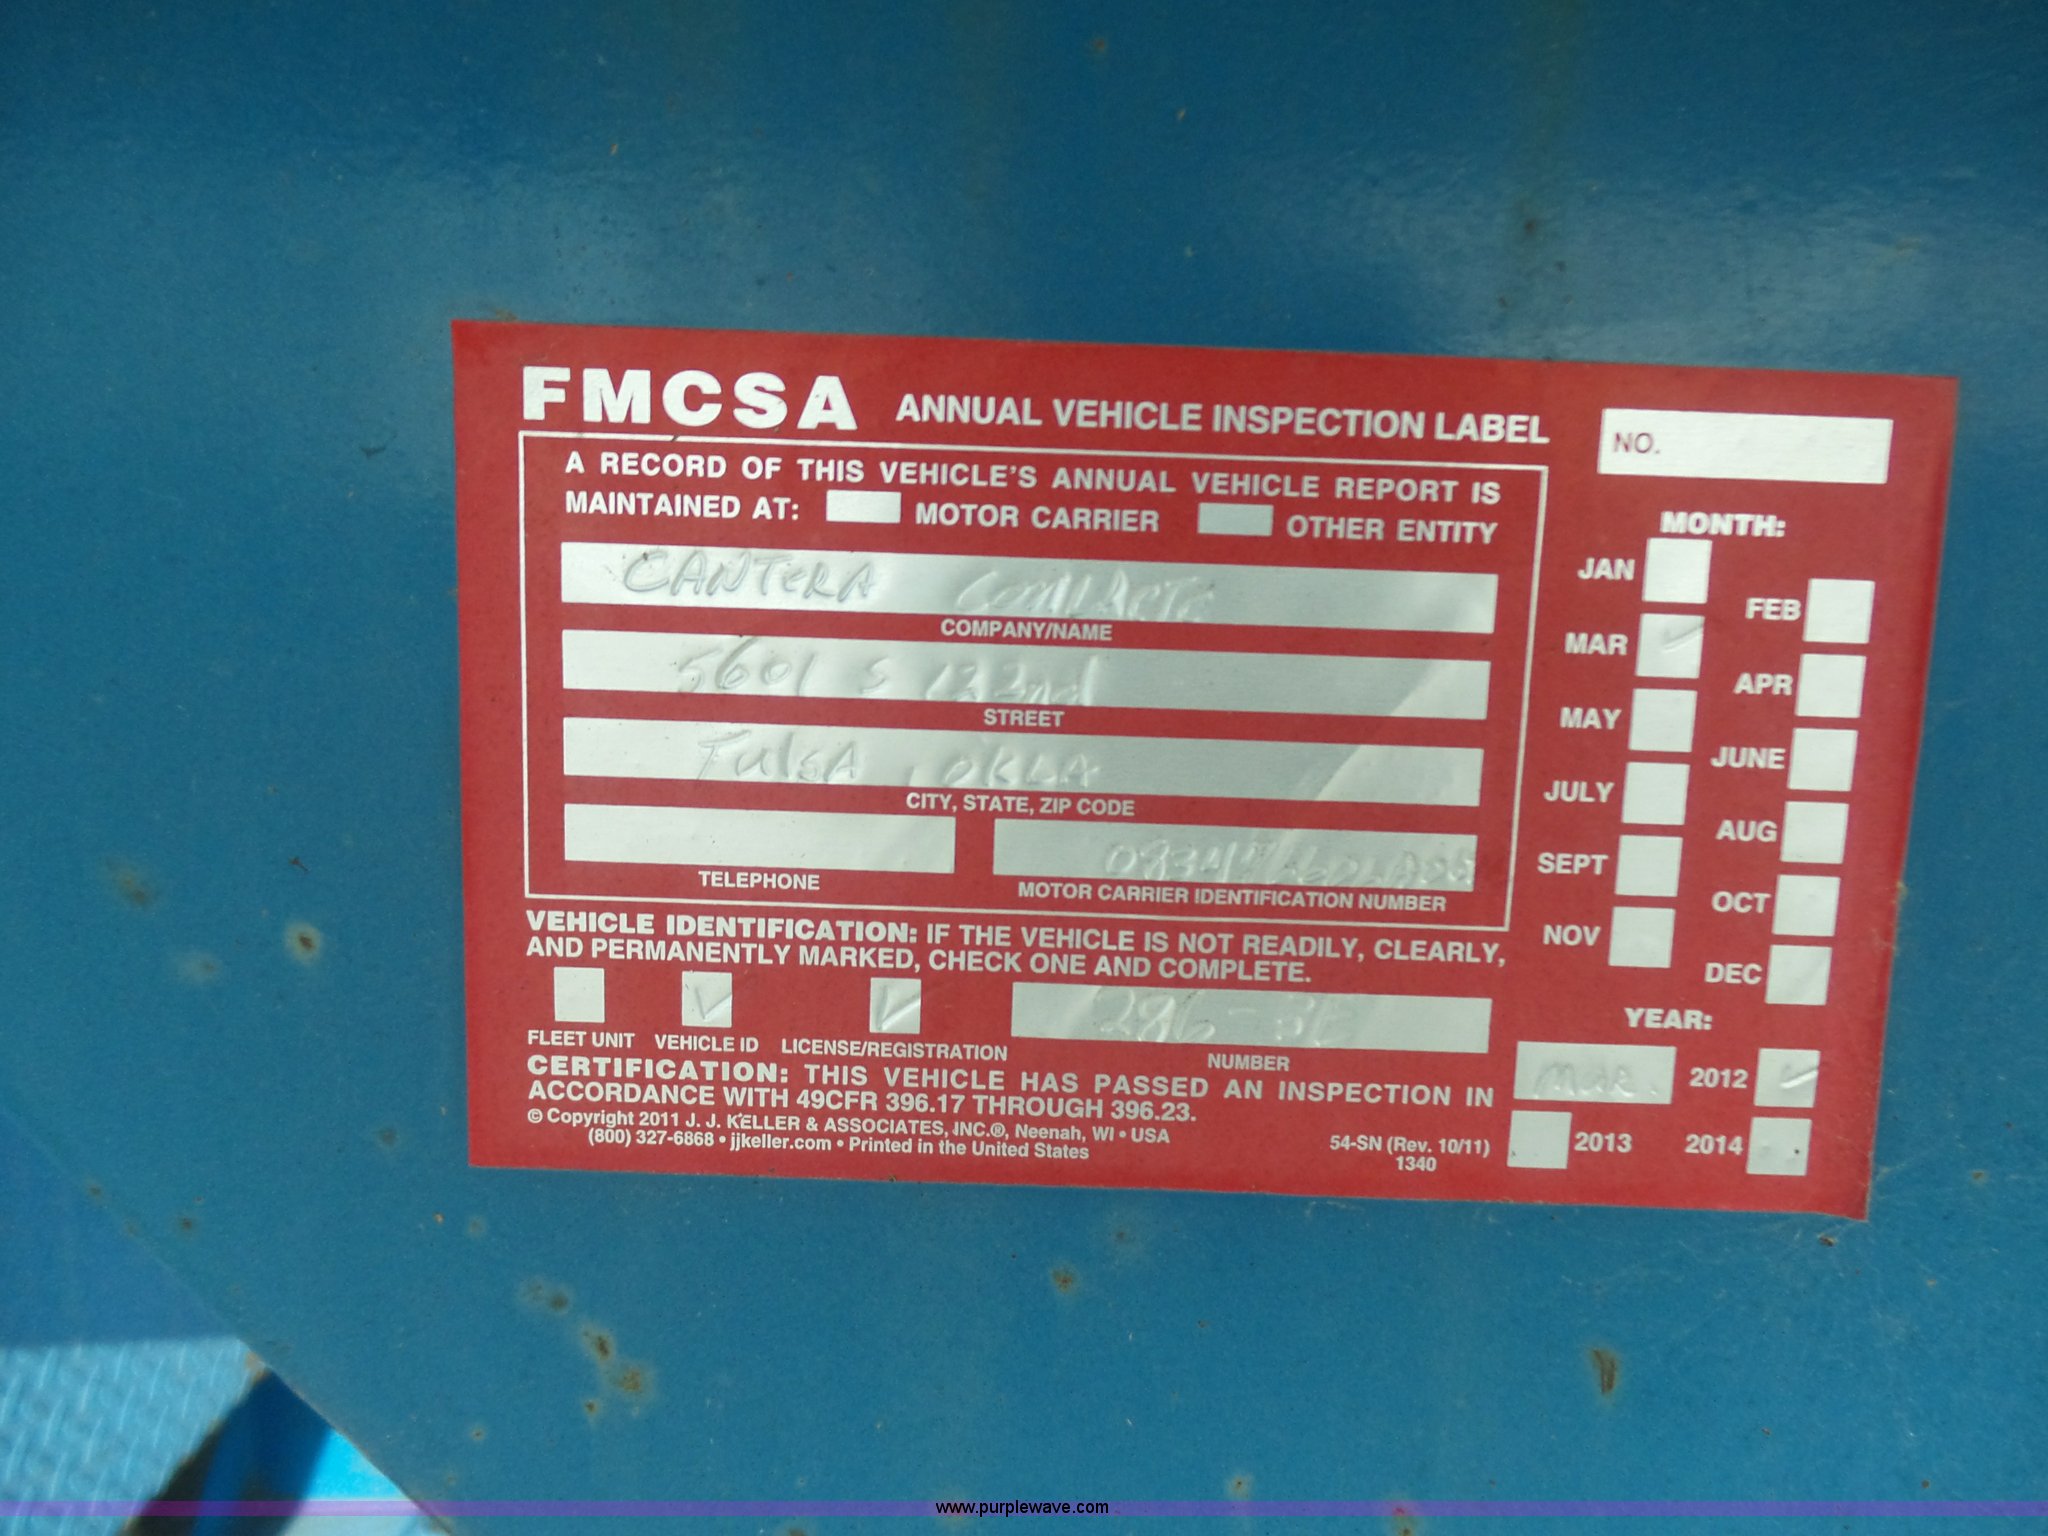 FMCSA ANNUAL VEHICLE INSPECTION LABEL
NO.
A RECORD OF THIS VEHICLE'S ANNUAL VEHICLE REPORT IS
MAINTAINED AT: MOTOR CARRIER OTHER ENTITY
CANTERA
COMPANY/NAME
5601 S 122nd
STREET
TulsA, OKLA
CITY, STATE, ZIP CODE
TELEPHONE
MOTOR CARRIER IDENTIFICATION NUMBER
VEHICLE IDENTIFICATION: IF THE VEHICLE IS NOT READILY, CLEARLY,
AND PERMANENTLY MARKED, CHECK ONE AND COMPLETE.
FLEET UNIT VEHICLE ID LICENSE/REGISTRATION
NUMBER
CERTIFICATION: THIS VEHICLE HAS PASSED AN INSPECTION IN
ACCORDANCE WITH 49CFR 396.17 THROUGH 396.23.
© Copyright 2011 J. J. KELLER & ASSOCIATES, INC.®, Neenah, WI • USA
(800) 327-6868 • jjkeller.com • Printed in the United States
54-SN (Rev. 10/11)
1340
MONTH:
JAN
FEB
MAR
APR
MAY
JUNE
JULY
AUG
SEPT
OCT
NOV
DEC
YEAR:
Mar. 2012
2013 2014
www.purplewave.com